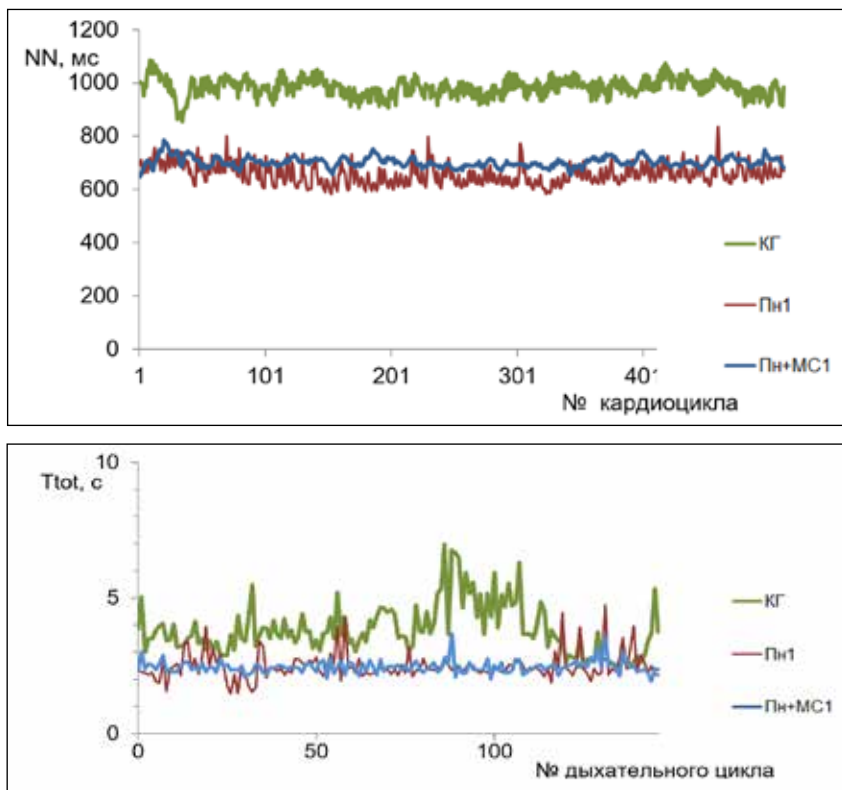 1200
NN, мс
1000
800
600
400
200
0
КГ
Пн1
Пн+МС1
1 101 201 301 401
№ кардиоцикла
10
Ttot, с
5
0
КГ
Пн1
Пн+МС1
0 50 100
№ дыхательного цикла